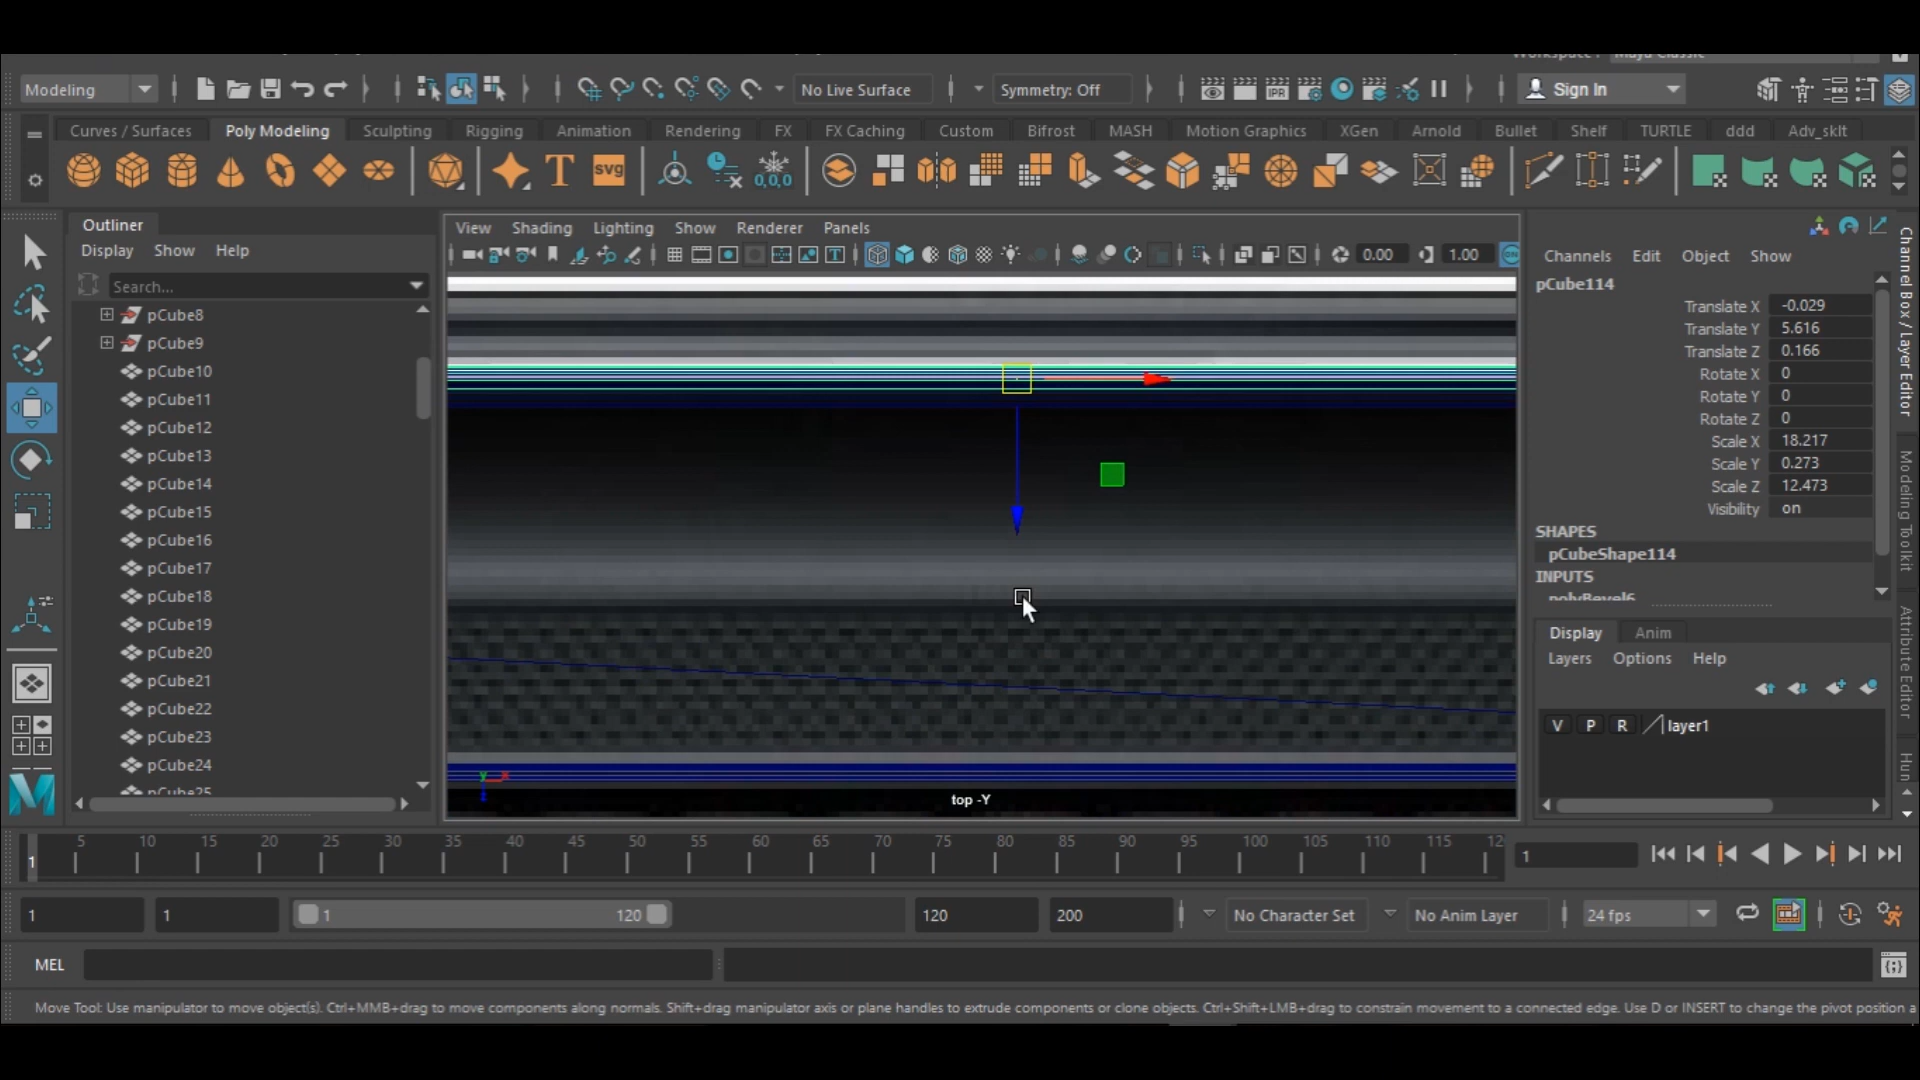 Modeling
No Live Surface
Symmetry: Off
Sign In
Curves / Surfaces
Poly Modeling
Sculpting
Rigging
Animation
Rendering
FX
FX Caching
Custom
Bifrost
MASH
Motion Graphics
XGen
Arnold
Bullet
Shelf
TURTLE
ddd
Adv_sklt
T
SVG
0,0,0
Outliner
Display
Show
Help
Search...
pCube8
pCube9
pCube10
pCube11
pCube12
pCube13
pCube14
pCube15
pCube16
pCube17
pCube18
pCube19
pCube20
pCube21
pCube22
pCube23
pCube24
pCube25
View
Shading
Lighting
Show
Renderer
Panels
0.00
1.00
top -Y
Channels
Edit
Object
Show
pCube114
Translate X -0.029
Translate Y 5.616
Translate Z 0.166
Rotate X 0
Rotate Y 0
Rotate Z 0
Scale X 18.217
Scale Y 0.273
Scale Z 12.473
Visibility on
SHAPES
pCubeShape114
INPUTS
polyBevel6
Display
Anim
Layers
Options
Help
V P R layer1
Channel Box / Layer Editor
Modeling Toolkit
Attribute Editor
Hun
5 10 15 20 25 30 35 40 45 50 55 60 65 70 75 80 85 90 95 100 105 110 115 12
1
1
1
1
1
120
120
200
No Character Set
No Anim Layer
24 fps
MEL
Move Tool: Use manipulator to move object(s). Ctrl+MMB+drag to move components along normals. Shift+drag manipulator axis or plane handles to extrude components or clone objects. Ctrl+Shift+LMB+drag to constrain movement to a connected edge. Use D or INSERT to change the pivot position a